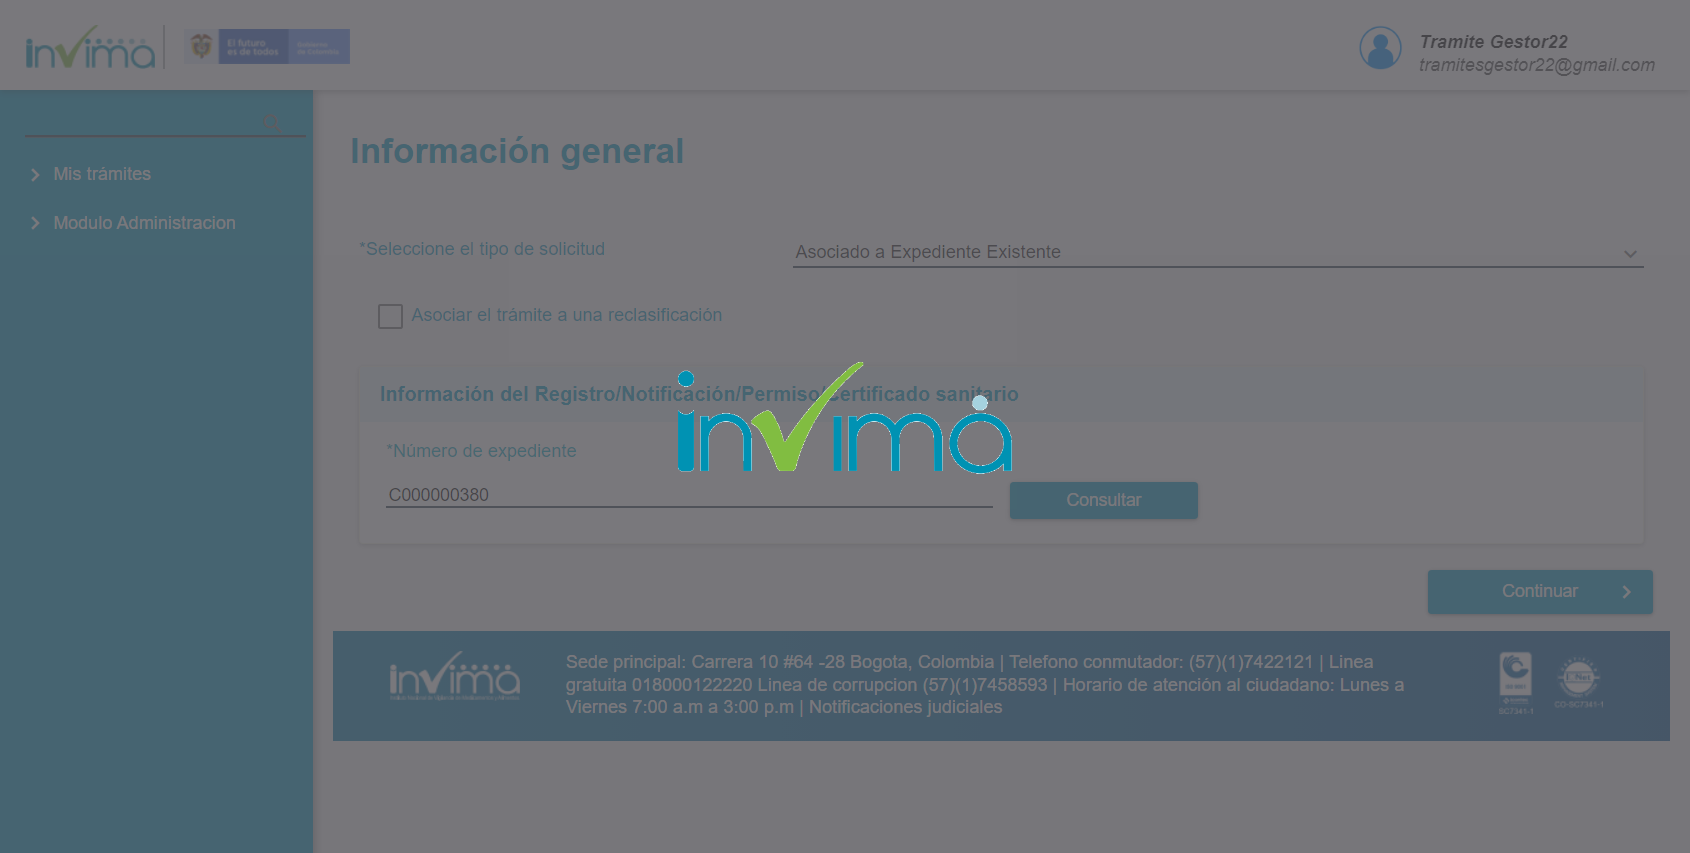 invima
El futuro
es de todos
Gobierno
de Colombia
Tramite Gestor22
tramitesgestor22@gmail.com
Mis trámites
Modulo Administracion
Información general
*Seleccione el tipo de solicitud
Asociado a Expediente Existente
Asociar el trámite a una reclasificación
Información del Registro/Notificación/Permiso/Certificado sanitario
invima
*Número de expediente
C000000380
Consultar
Continuar
invima
Sede principal: Carrera 10 #64 -28 Bogota, Colombia | Telefono conmutador: (57)(1)7422121 | Linea
gratuita 018000122220 Linea de corrupcion (57)(1)7458593 | Horario de atención al ciudadano: Lunes a
Viernes 7:00 a.m a 3:00 p.m | Notificaciones judiciales
SC7341-1
CO-SC7341-1